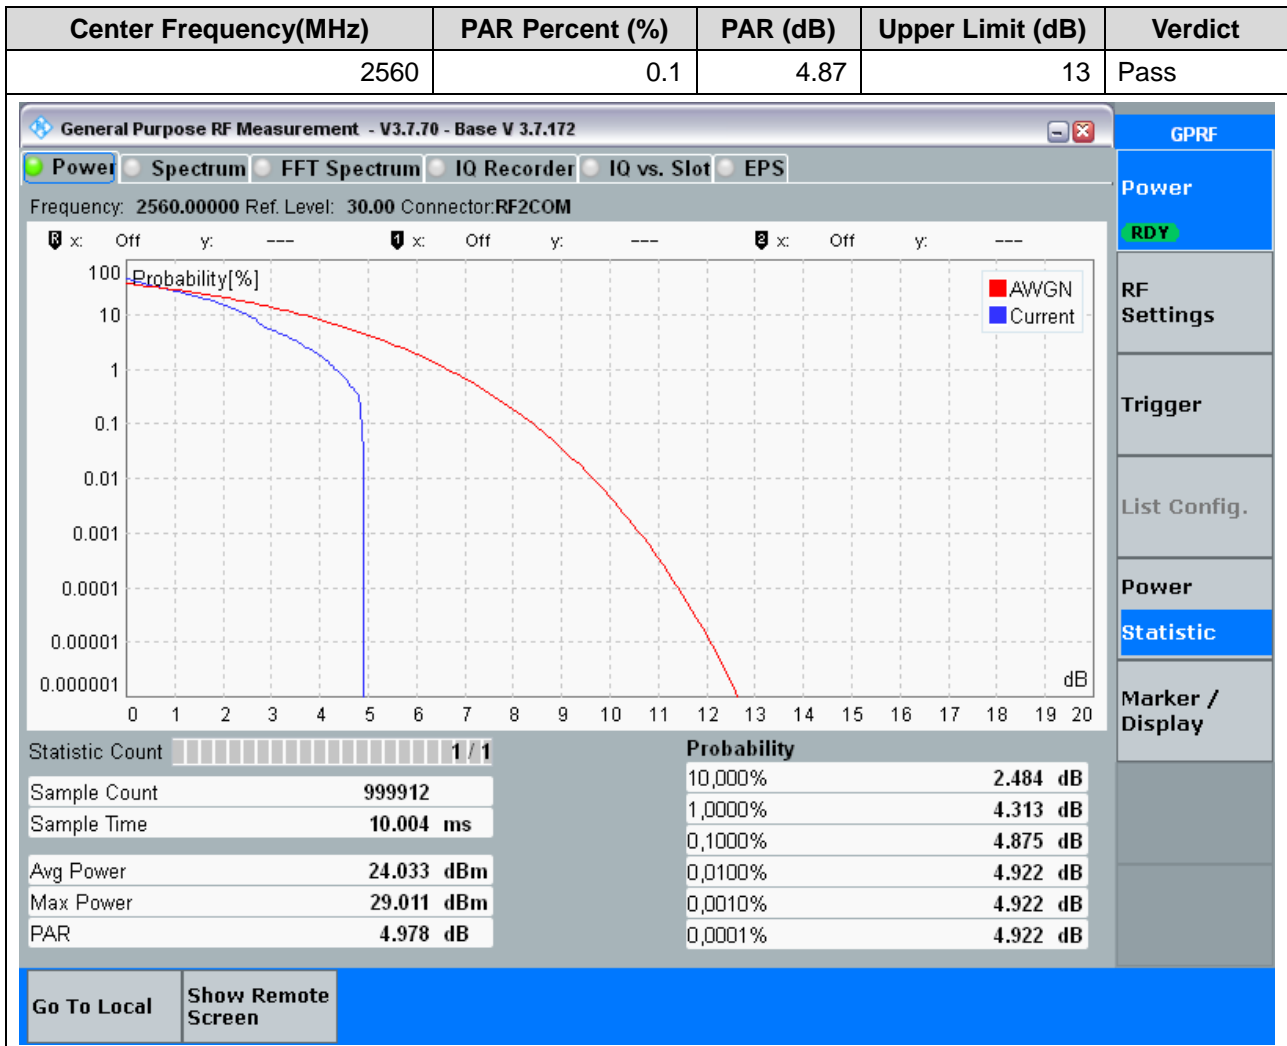 Center Frequency(MHz) PAR Percent (%) PAR (dB) Upper Limit (dB) Verdict
2560 0.1 4.87 13 Pass
General Purpose RF Measurement - V3.7.70 - Base V 3.7.172
GPRF
Power Spectrum FFT Spectrum IQ Recorder IQ vs. Slot EPS
Power
RDY
Frequency: 2560.00000 Ref. Level: 30.00 Connector:RF2COM
R x: Off y: --- 1 x: Off y: --- 2 x: Off y: ---
Probability[%]
AWGN
Current
100
10
1
0.1
0.01
0.001
0.0001
0.00001
0.000001
dB
0 1 2 3 4 5 6 7 8 9 10 11 12 13 14 15 16 17 18 19 20
RF
Settings
Trigger
List Config.
Power
Statistic
Marker /
Display
Statistic Count 1 / 1
Sample Count 999912
Sample Time 10.004 ms
Avg Power 24.033 dBm
Max Power 29.011 dBm
PAR 4.978 dB
Probability
10,000% 2.484 dB
1,0000% 4.313 dB
0,1000% 4.875 dB
0,0100% 4.922 dB
0,0010% 4.922 dB
0,0001% 4.922 dB
Go To Local
Show Remote
Screen